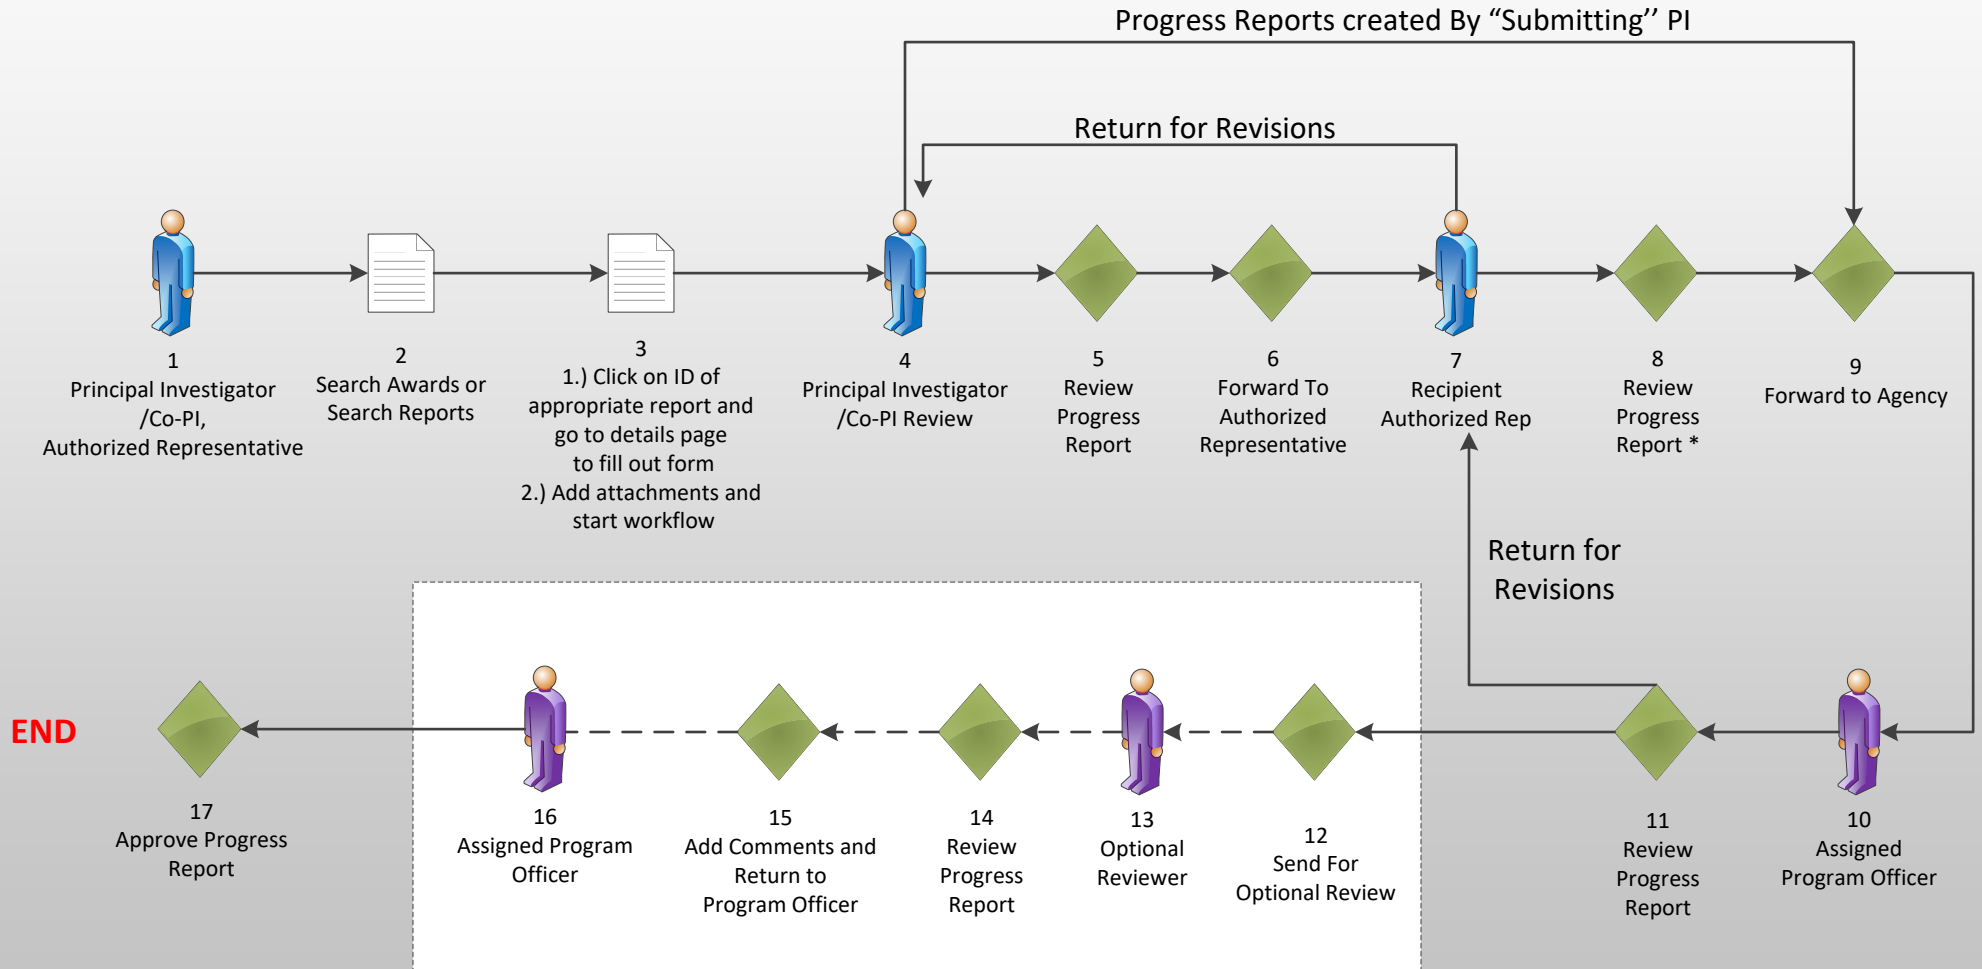 Progress Reports created By “Submitting’’ PI
Return for Revisions
1
Principal Investigator
/Co-PI,
Authorized Representative
2
Search Awards or
Search Reports
3
1.) Click on ID of
appropriate report and
go to details page
to fill out form
2.) Add attachments and
start workflow
4
Principal Investigator
/Co-PI Review
5
Review
Progress
Report
6
Forward To
Authorized
Representative
7
Recipient
Authorized Rep
8
Review
Progress
Report *
9
Forward to Agency
Return for
Revisions
END
17
Approve Progress
Report
16
Assigned Program
Officer
15
Add Comments and
Return to
Program Officer
14
Review
Progress
Report
13
Optional
Reviewer
12
Send For
Optional Review
11
Review
Progress
Report
10
Assigned
Program Officer